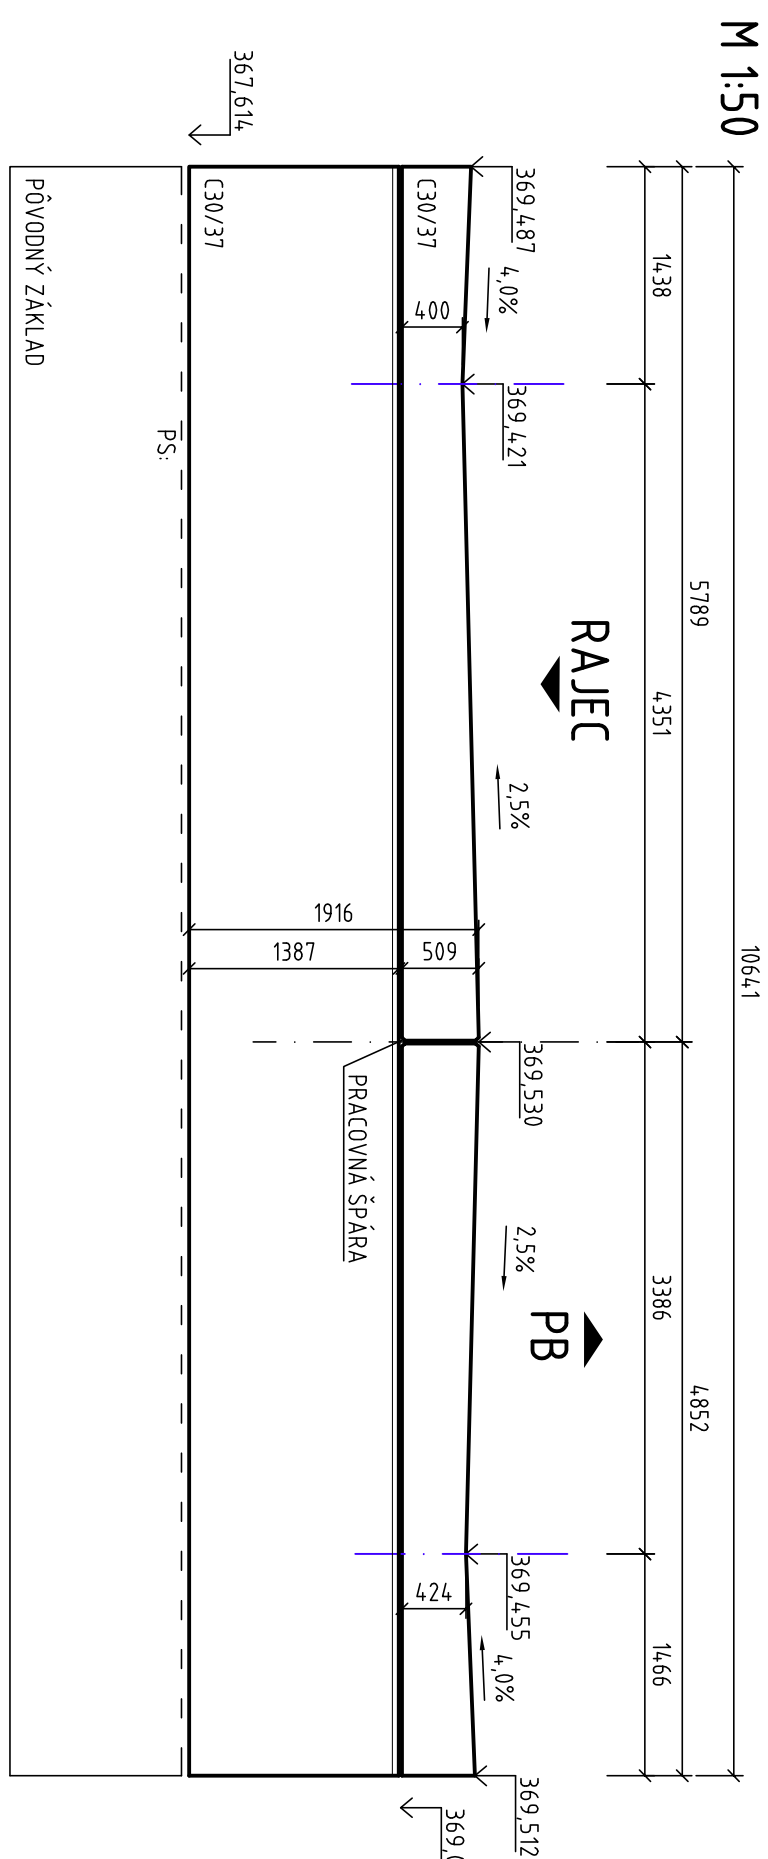 M 1:50
10641
5789
4852
1438
4351
3386
1466
RAJEC
PB
369,487
4,0%
369,421
2,5%
369,530
2,5%
369,455
4,0%
369,512
367,614
C30/37
400
509
424
C30/37
1916
1387
PRACOVNÁ ŠPÁRA
PS:
PÔVODNÝ ZÁKLAD